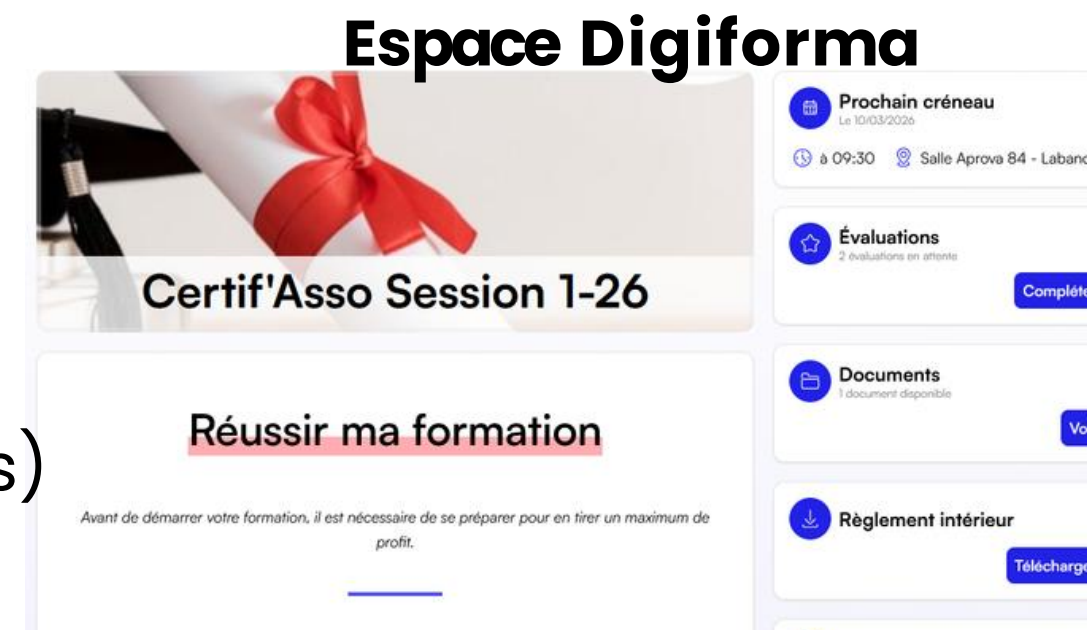 Espace Digiforma
Certif'Asso Session 1-26
Réussir ma formation
s)
Avant de démarrer votre formation, il est nécessaire de se préparer pour en tirer un maximum de
profit.
Prochain créneau
Le 10/03/2026
à 09:30 Salle Aprova 84 - Labano
Évaluations
2 évaluations en attente
Compléte
Documents
1 document disponible
Vo
Règlement intérieur
Télécharge